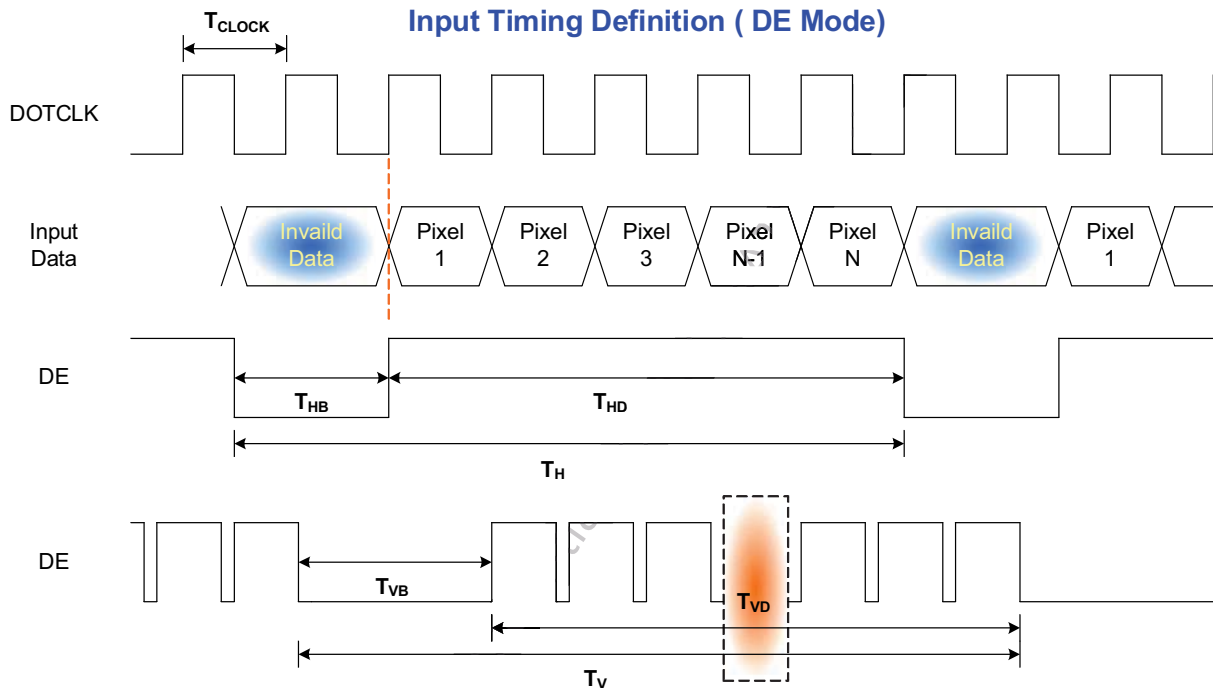 Input Timing Definition ( DE Mode)
TCLOCK
DOTCLK
Input
Data
Invaild
Data
Pixel
1
Pixel
2
Pixel
3
Pixel
N-1
Pixel
N
Invaild
Data
Pixel
1
DE
THB
THD
TH
DE
TVB
TVD
TV